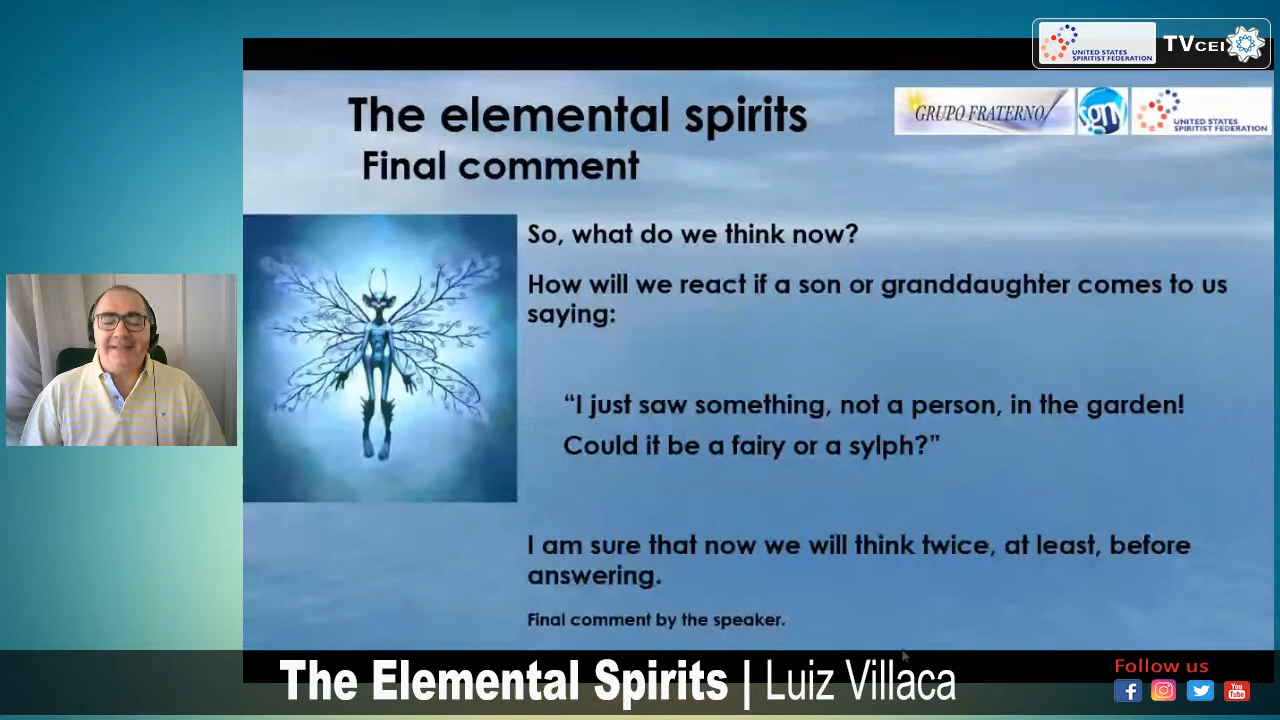 UNITED STATES
SPIRITIST FEDERATION
TVCEI
The elemental spirits
Final comment
GRUPO FRATERNO
sgny
UNITED STATES
SPIRITIST FEDERATION
So, what do we think now?
How will we react if a son or granddaughter comes to us
saying:
“I just saw something, not a person, in the garden!
Could it be a fairy or a sylph?”
I am sure that now we will think twice, at least, before
answering.
Final comment by the speaker.
The Elemental Spirits | Luiz Villaca
Follow us
You
Tube